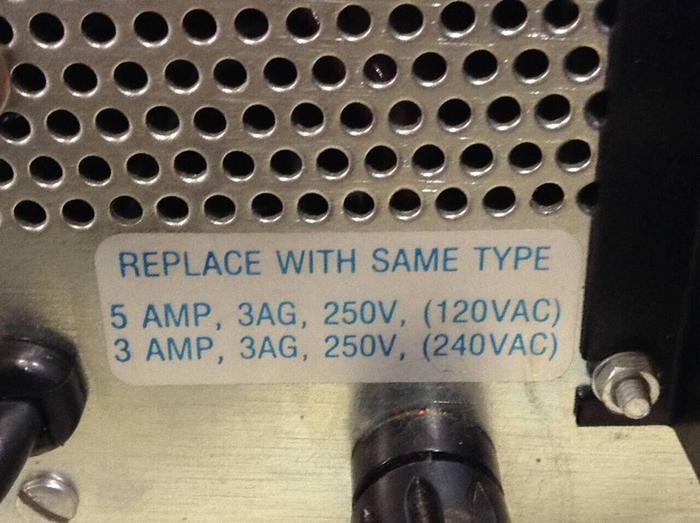 REPLACE WITH SAME TYPE
5 AMP, 3AG, 250V, (120VAC)
3 AMP, 3AG, 250V, (240VAC)